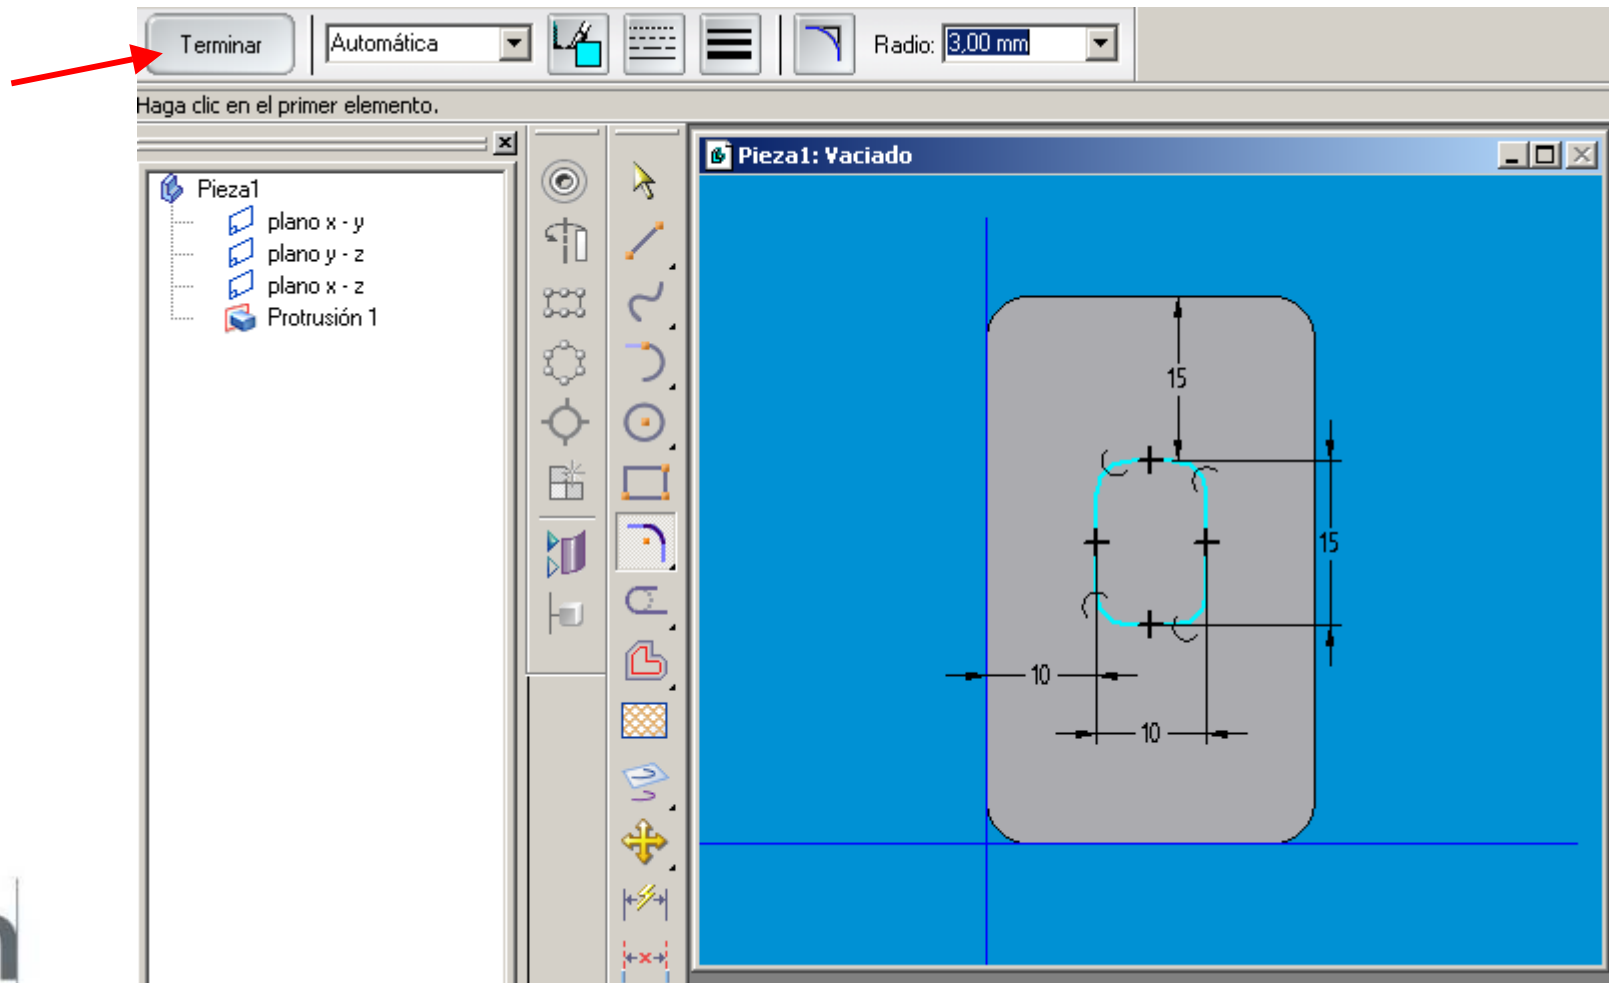 Terminar Automática Radio: 3,00 mm
Haga clic en el primer elemento.
Pieza1: Vaciado
Pieza1
plano x - y
plano y - z
plano x - z
Protrusión 1
15
15
10
10